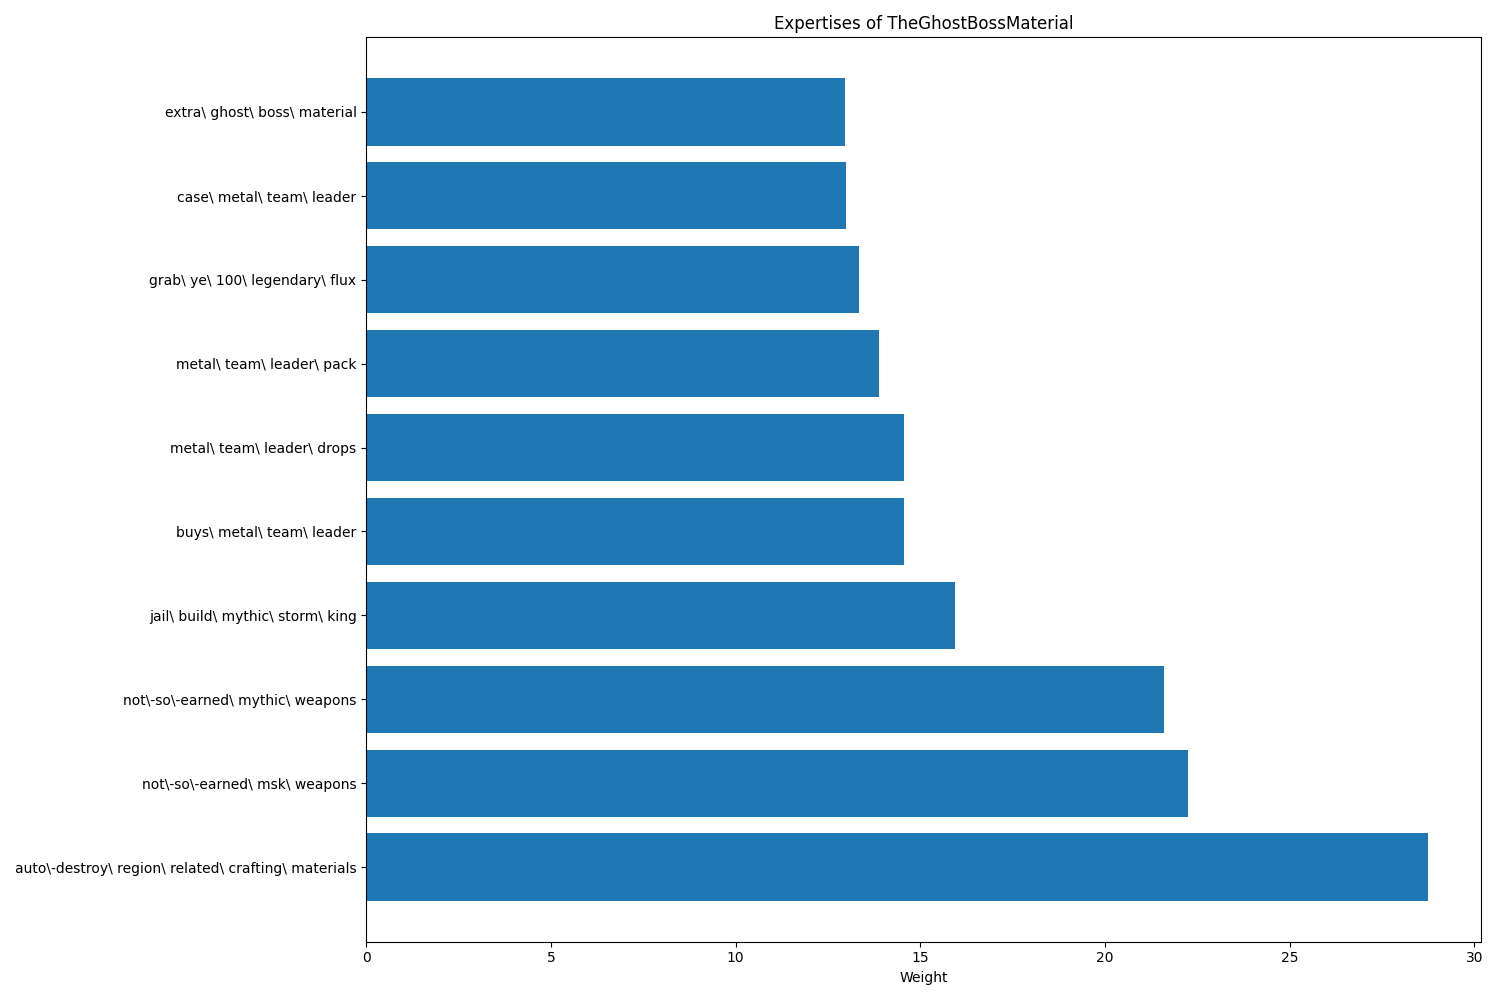 Expertises of TheGhostBossMaterial
extra\ ghost\ boss\ material
case\ metal\ team\ leader
grab\ ye\ 100\ legendary\ flux
metal\ team\ leader\ pack
metal\ team\ leader\ drops
buys\ metal\ team\ leader
jail\ build\ mythic\ storm\ king
not\-so\-earned\ mythic\ weapons
not\-so\-earned\ msk\ weapons
auto\-destroy\ region\ related\ crafting\ materials
0 5 10 15 20 25 30
Weight